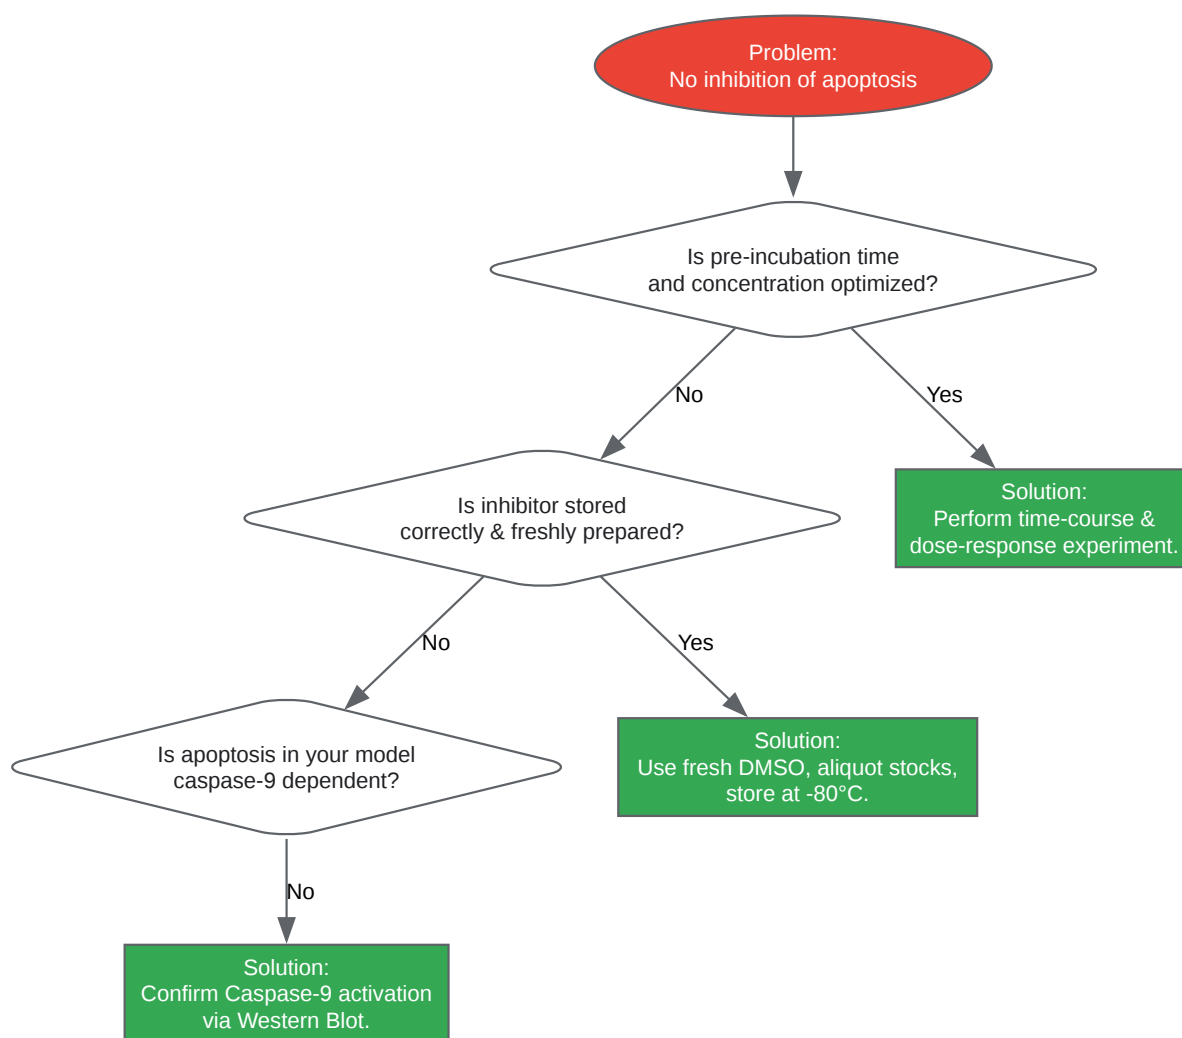 Problem:
No inhibition of apoptosis
Is pre-incubation time
and concentration optimized?
No
Yes
Is inhibitor stored
correctly & freshly prepared?
Solution:
Perform time-course &
dose-response experiment.
No
Yes
Is apoptosis in your model
caspase-9 dependent?
Solution:
Use fresh DMSO, aliquot stocks,
store at -80°C.
No
Solution:
Confirm Caspase-9 activation
via Western Blot.